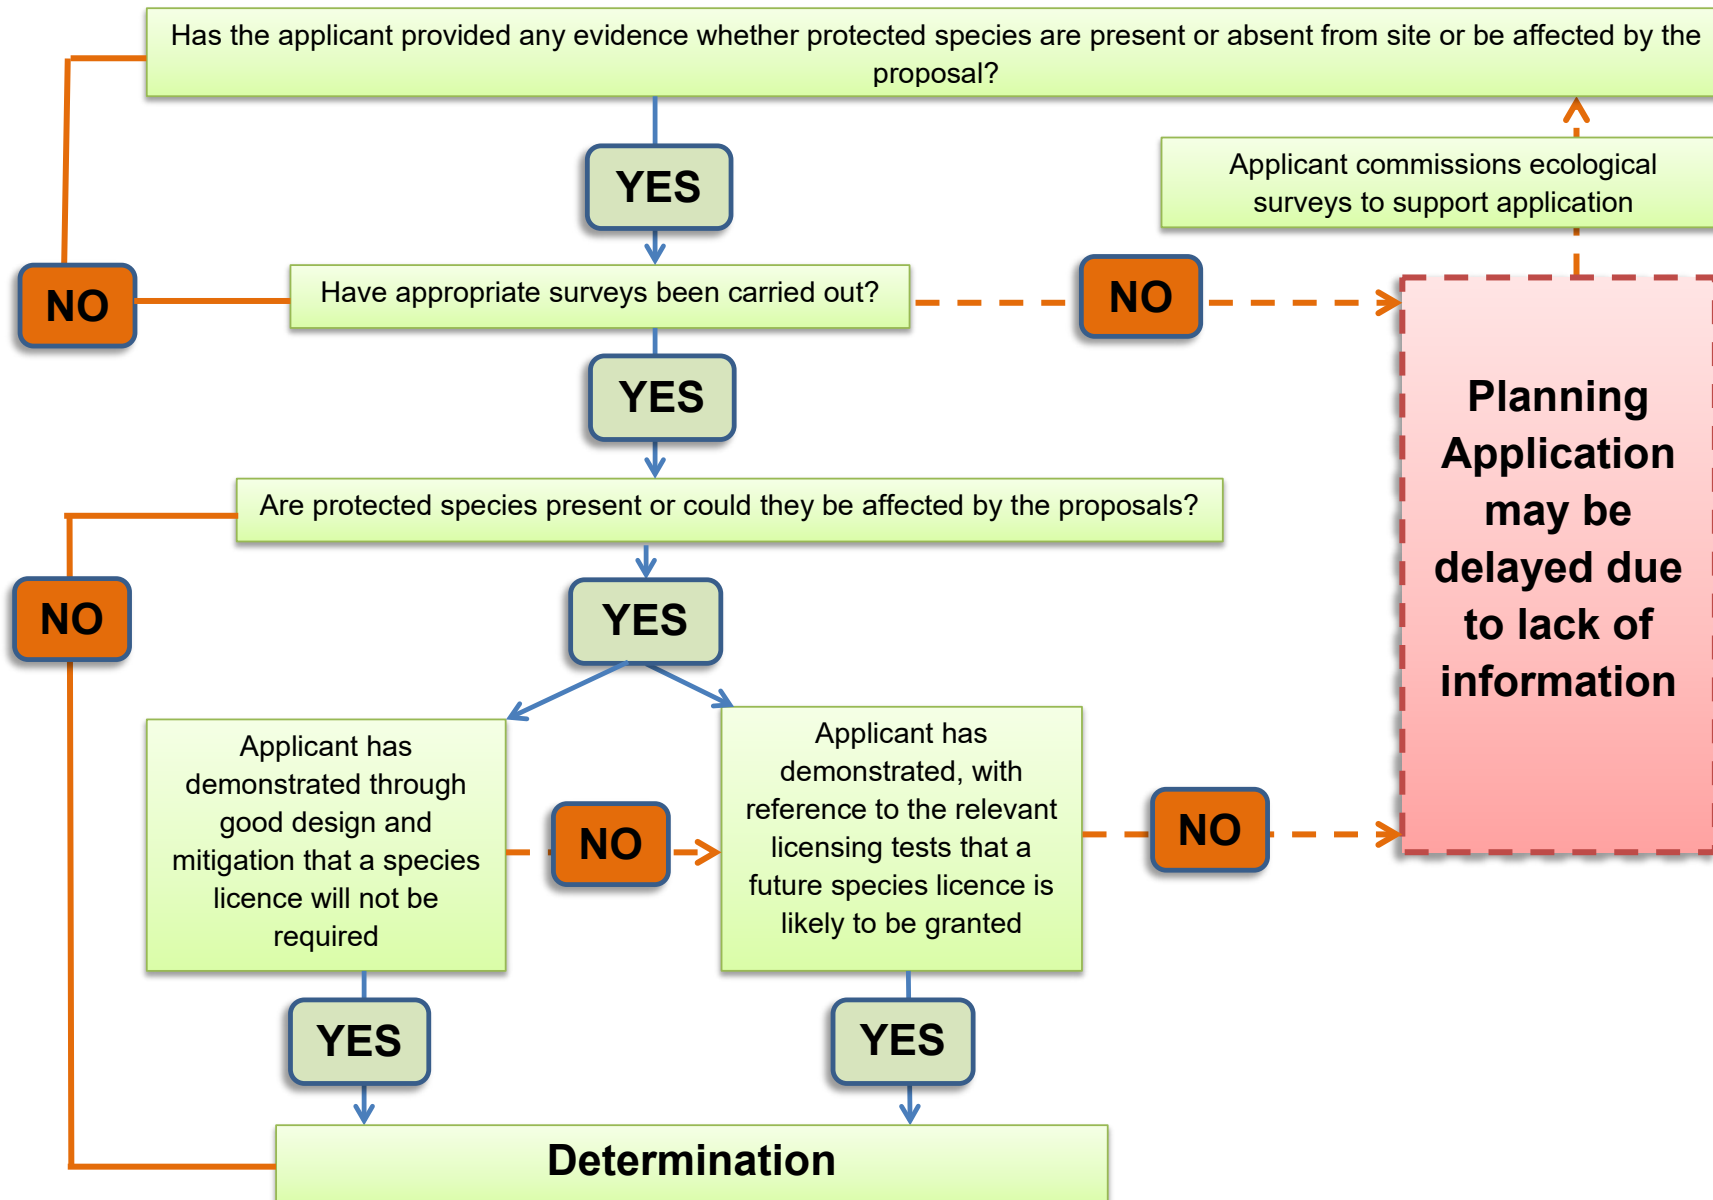 Has the applicant provided any evidence whether protected species are present or absent from site or be affected by the
proposal?
YES
Applicant commissions ecological
surveys to support application
NO
Have appropriate surveys been carried out?
NO
YES
Planning
Application
may be
delayed due
to lack of
information
Are protected species present or could they be affected by the proposals?
NO
YES
Applicant has
demonstrated through
good design and
mitigation that a species
licence will not be
required
NO
Applicant has
demonstrated, with
reference to the relevant
licensing tests that a
future species licence is
likely to be granted
NO
YES
YES
Determination